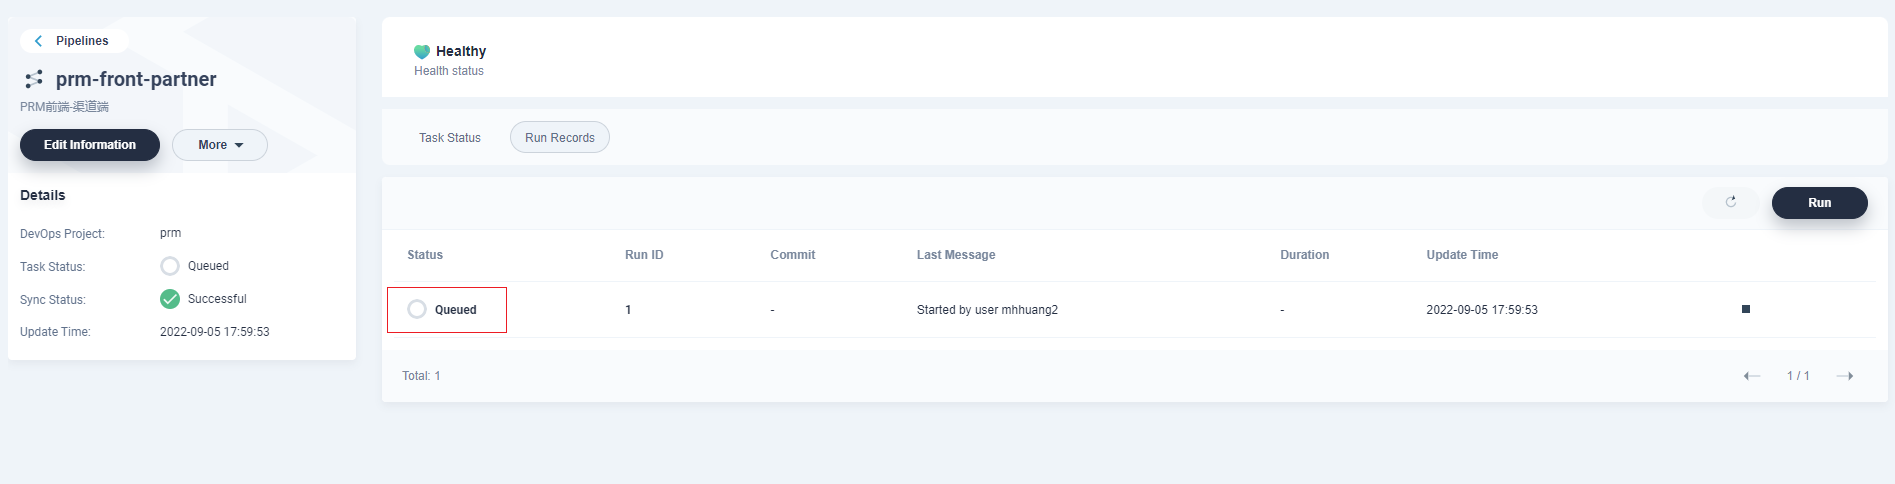 Pipelines
prm-front-partner
PRM前端-渠道端
Edit Information More
Details
DevOps Project: prm
Task Status: Queued
Sync Status: Successful
Update Time: 2022-09-05 17:59:53
Healthy
Health status
Task Status Run Records
Run
Status Run ID Commit Last Message Duration Update Time
Queued 1 - Started by user mhhuang2 - 2022-09-05 17:59:53
Total: 1 1 / 1